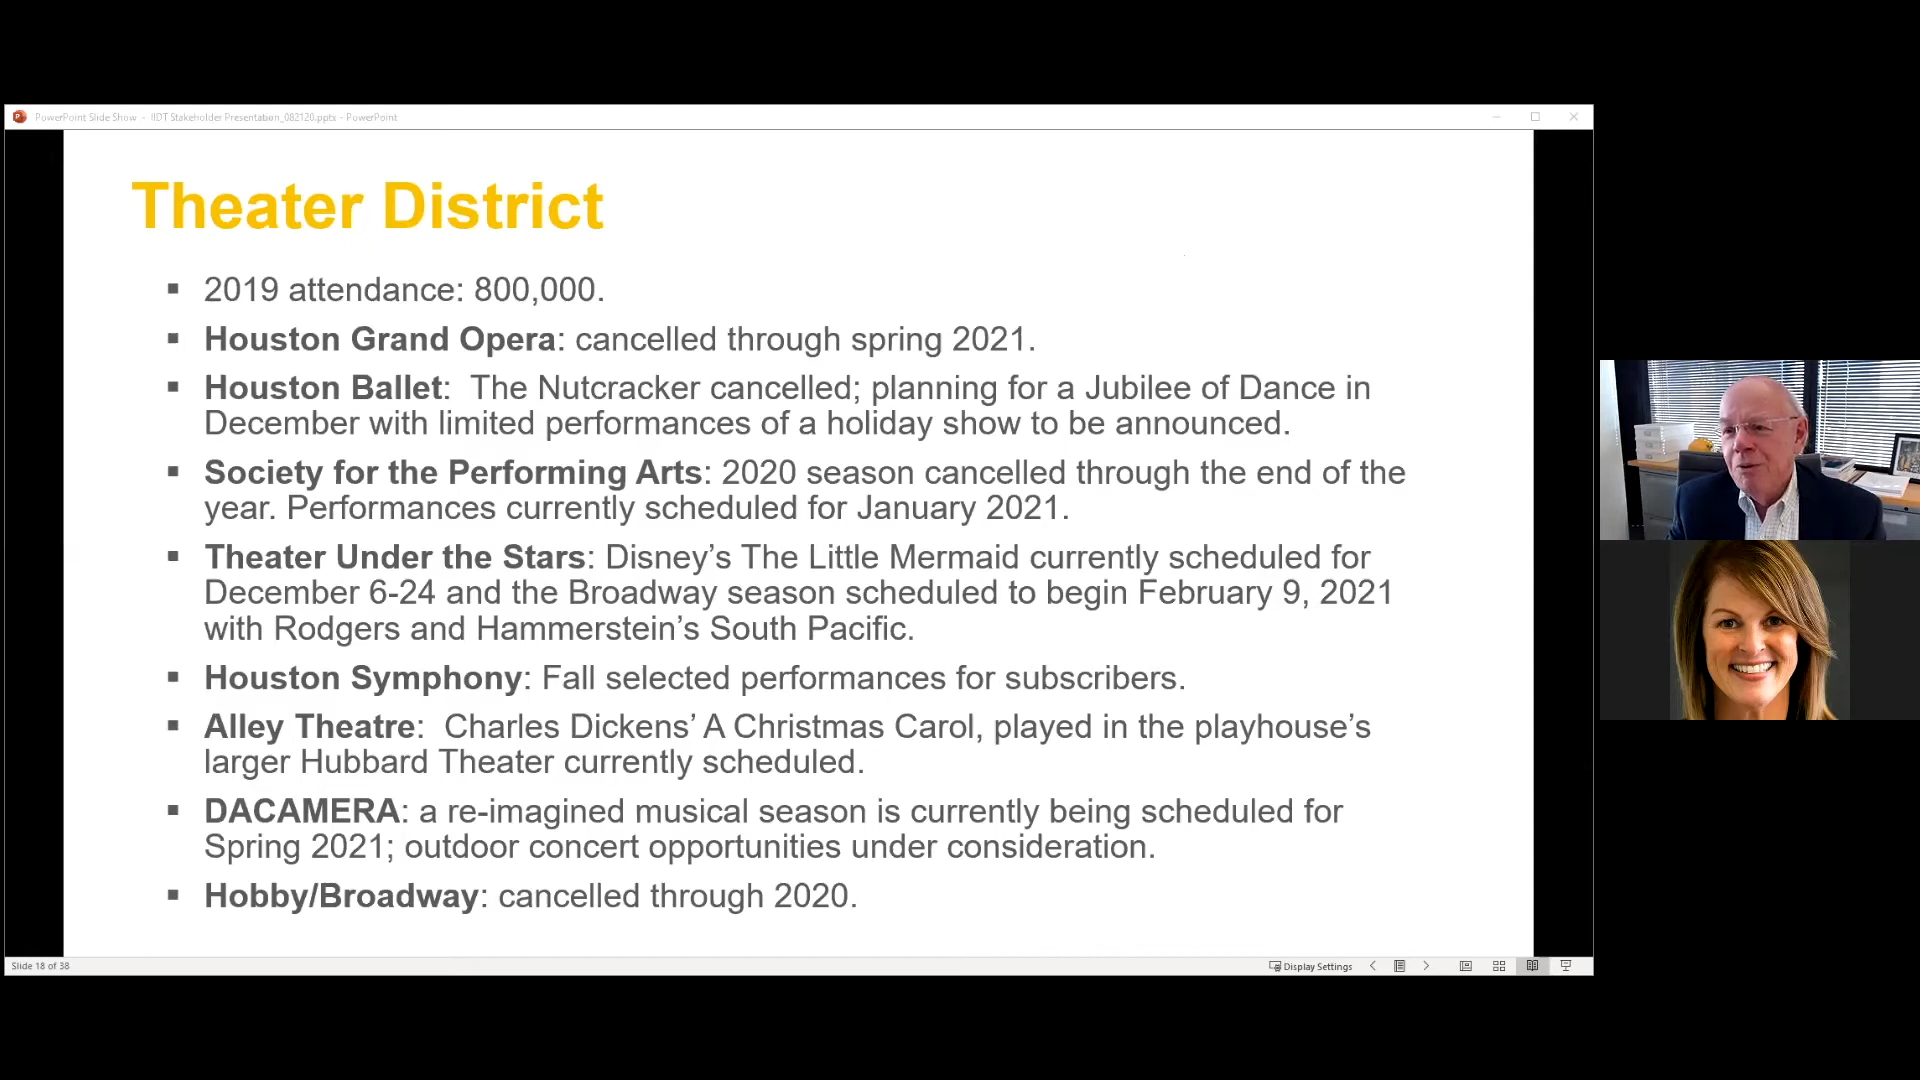 PowerPoint Slide Show - IIDT Stakeholder Presentation_082120.pptx - PowerPoint
Theater District
▪ 2019 attendance: 800,000.
▪ Houston Grand Opera: cancelled through spring 2021.
▪ Houston Ballet: The Nutcracker cancelled; planning for a Jubilee of Dance in
December with limited performances of a holiday show to be announced.
▪ Society for the Performing Arts: 2020 season cancelled through the end of the
year. Performances currently scheduled for January 2021.
▪ Theater Under the Stars: Disney’s The Little Mermaid currently scheduled for
December 6-24 and the Broadway season scheduled to begin February 9, 2021
with Rodgers and Hammerstein’s South Pacific.
▪ Houston Symphony: Fall selected performances for subscribers.
▪ Alley Theatre: Charles Dickens’ A Christmas Carol, played in the playhouse’s
larger Hubbard Theater currently scheduled.
▪ DACAMERA: a re-imagined musical season is currently being scheduled for
Spring 2021; outdoor concert opportunities under consideration.
▪ Hobby/Broadway: cancelled through 2020.
Slide 18 of 38
Display Settings